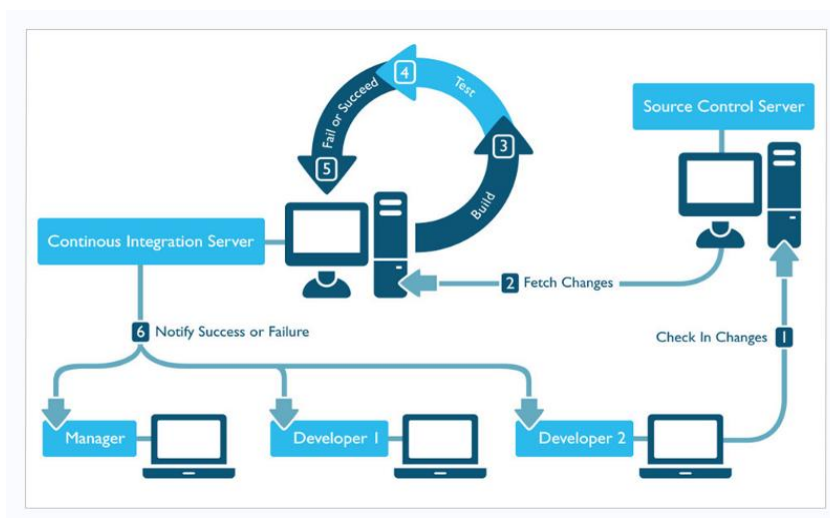 4
Test
Fail or Succeed
3
5
Build
Source Control Server
Continous Integration Server
2 Fetch Changes
6 Notify Success or Failure
Check In Changes 1
Manager
Developer 1
Developer 2